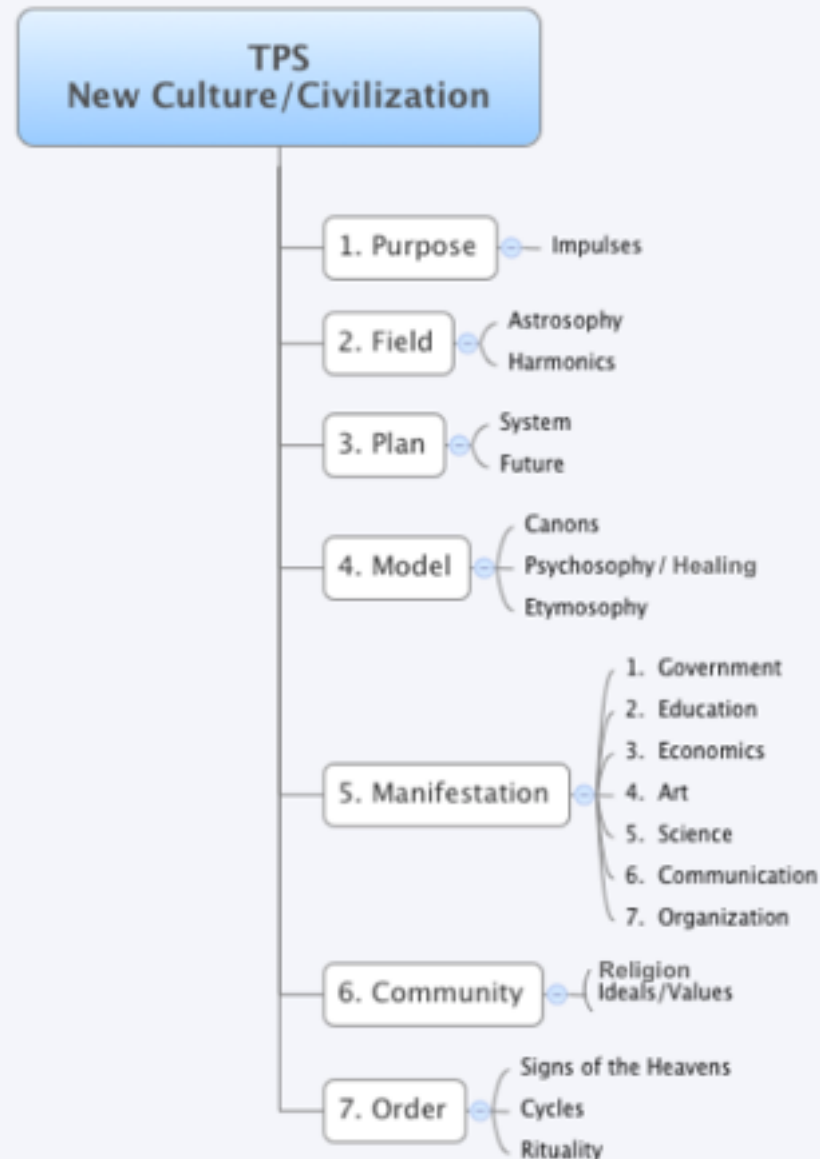 TPS
New Culture/Civilization
1. Purpose
Impulses
2. Field
Astrosophy
Harmonics
3. Plan
System
Future
4. Model
Canons
Psychosophy / Healing
Etymosophy
5. Manifestation
1. Government
2. Education
3. Economics
4. Art
5. Science
6. Communication
7. Organization
6. Community
Religion
Ideals/Values
7. Order
Signs of the Heavens
Cycles
Rituality